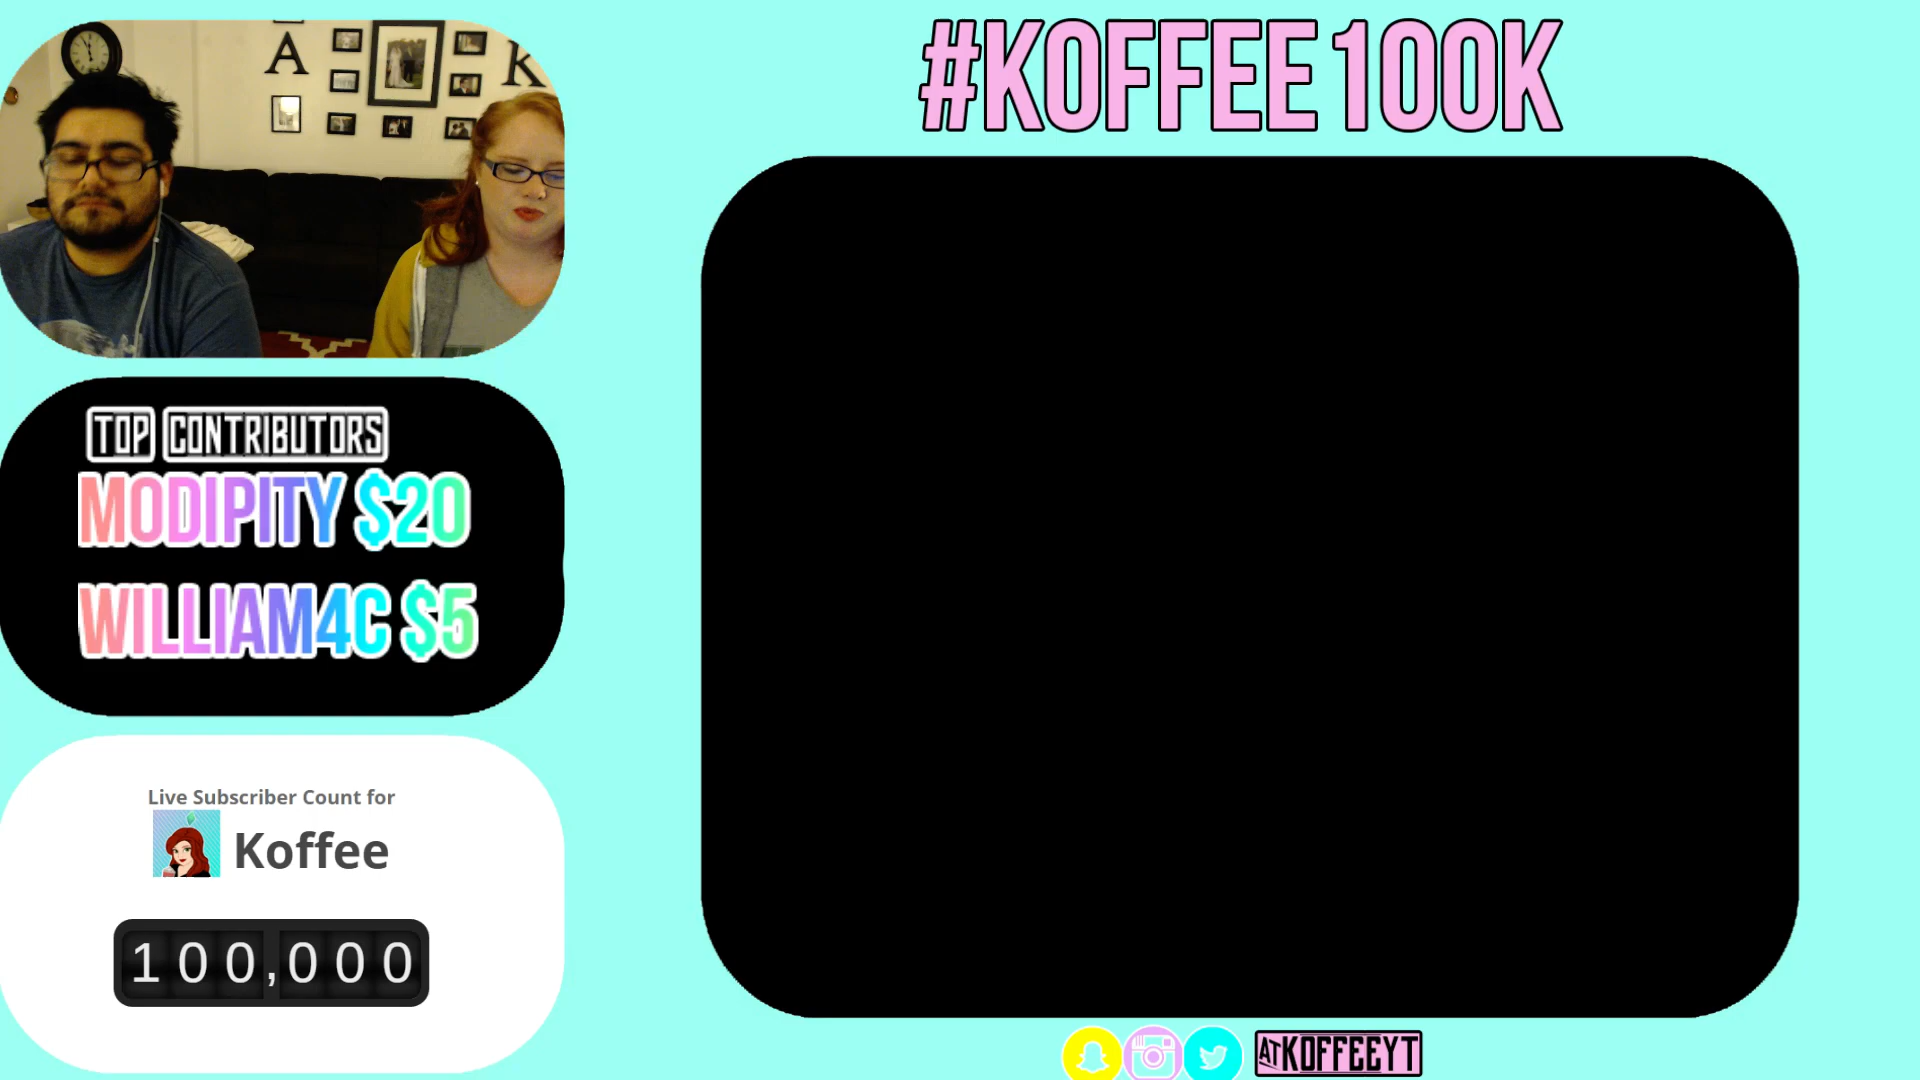 A
K
#KOFFEE100K
TOP CONTRIBUTORS
MODIPITY $20
WILLIAM4C $5
Live Subscriber Count for
Koffee
100,000
ATKOFFEEYT